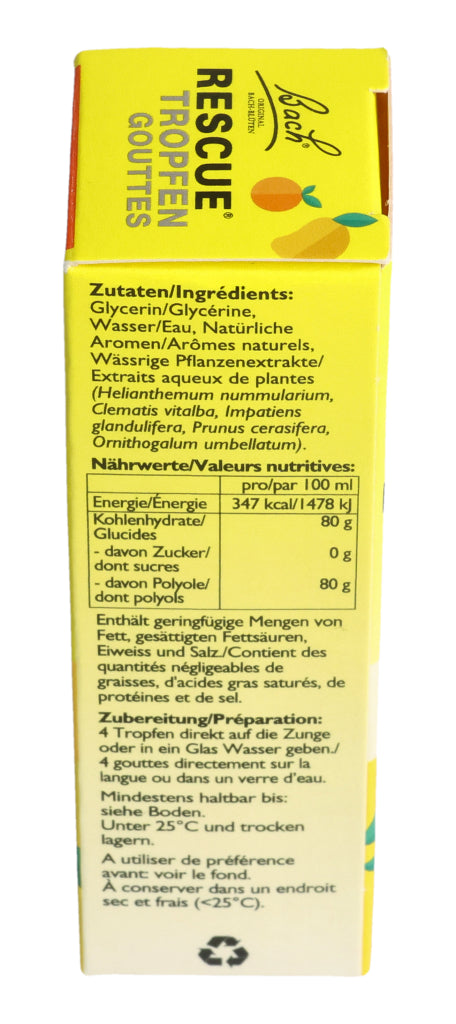 Bach®
ORIGINAL
BACH-BLÜTEN
RESCUE®
TROPFEN
GOUTTES
Zutaten/Ingrédients:
Glycerin/Glycérine,
Wasser/Eau, Natürliche
Aromen/Arômes naturels,
Wässrige Pflanzenextrakte/
Extraits aqueux de plantes
(Helianthemum nummularium,
Clematis vitalba, Impatiens
glandulifera, Prunus cerasifera,
Ornithogalum umbellatum).
Nährwerte/Valeurs nutritives:
pro/par 100 ml
Energie/Énergie 347 kcal/1478 kJ
Kohlenhydrate/ 80 g
Glucides
- davon Zucker/ 0 g
dont sucres
- davon Polyole/ 80 g
dont polyols
Enthält geringfügige Mengen von
Fett, gesättigten Fettsäuren,
Eiweiss und Salz./Contient des
quantités négligeables de
graisses, d'acides gras saturés, de
protéines et de sel.
Zubereitung/Préparation:
4 Tropfen direkt auf die Zunge
oder in ein Glas Wasser geben./
4 gouttes directement sur la
langue ou dans un verre d'eau.
Mindestens haltbar bis:
siehe Boden.
Unter 25°C und trocken
lagern.
A utiliser de préférence
avant: voir le fond.
À conserver dans un endroit
sec et frais (<25°C).